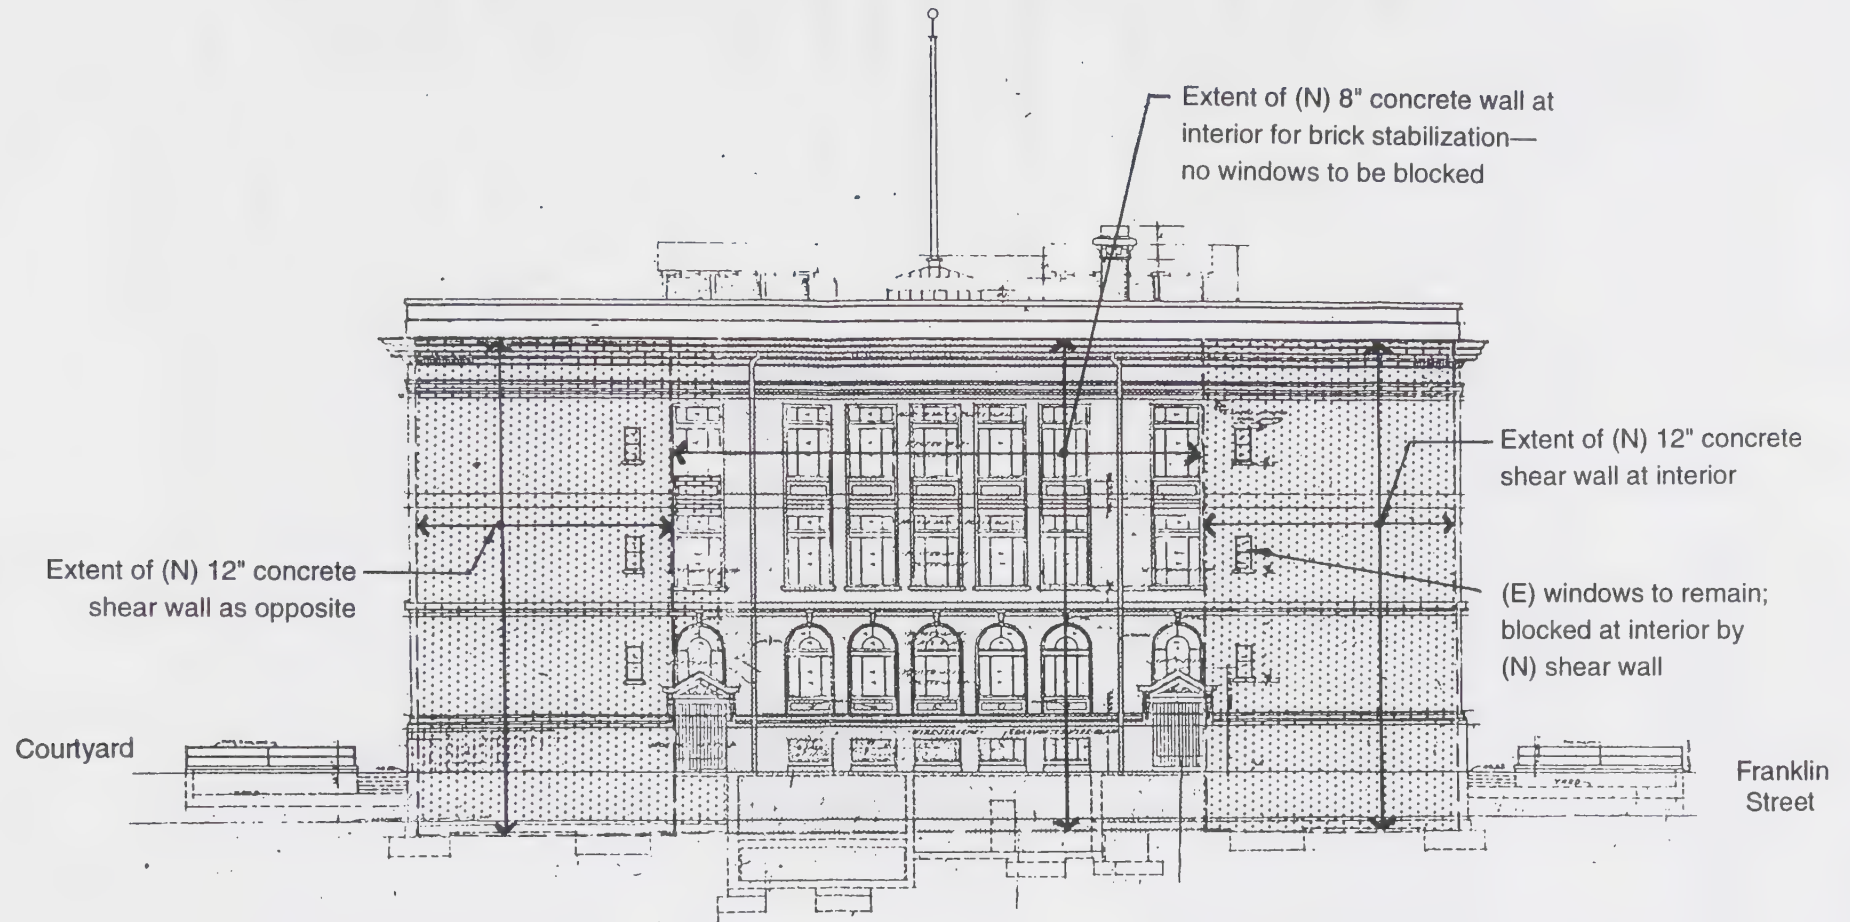 Extent of (N) 8" concrete wall at
interior for brick stabilization—
no windows to be blocked
Extent of (N) 12" concrete
shear wall at interior
Extent of (N) 12" concrete
shear wall as opposite
(E) windows to remain;
blocked at interior by
(N) shear wall
Courtyard
Franklin
Street